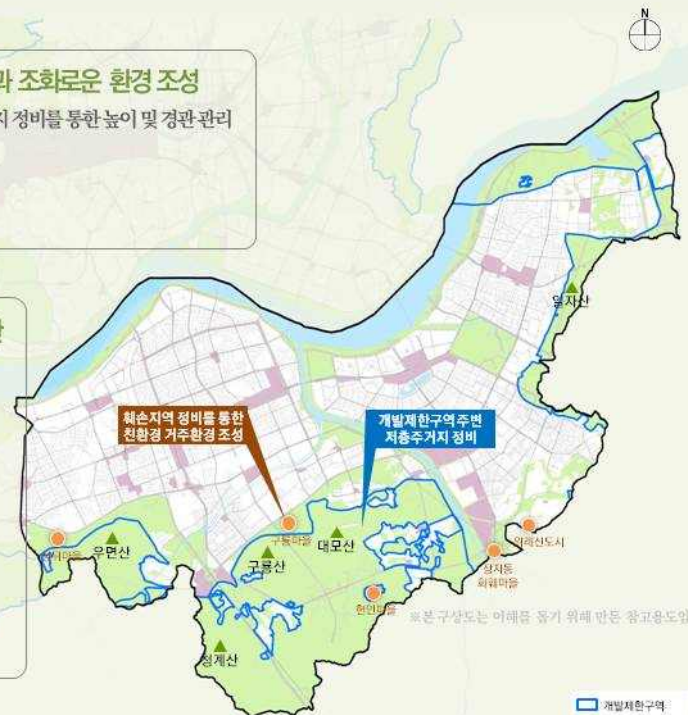 N
과 조화로운 환경 조성
지 정비를 통한 높이 및 경관 관리
일자산
훼손지역 정비를 통한
친환경 거주환경 조성
개발제한구역 주변
저층주거지 정비
구룡마을
우면산
구룡산
대모산
위례신도시
장지동
화훼마을
헌인마을
※본 구상도는 이해를 돕기 위해 만든 참고용도입
청계산
개발제한구역